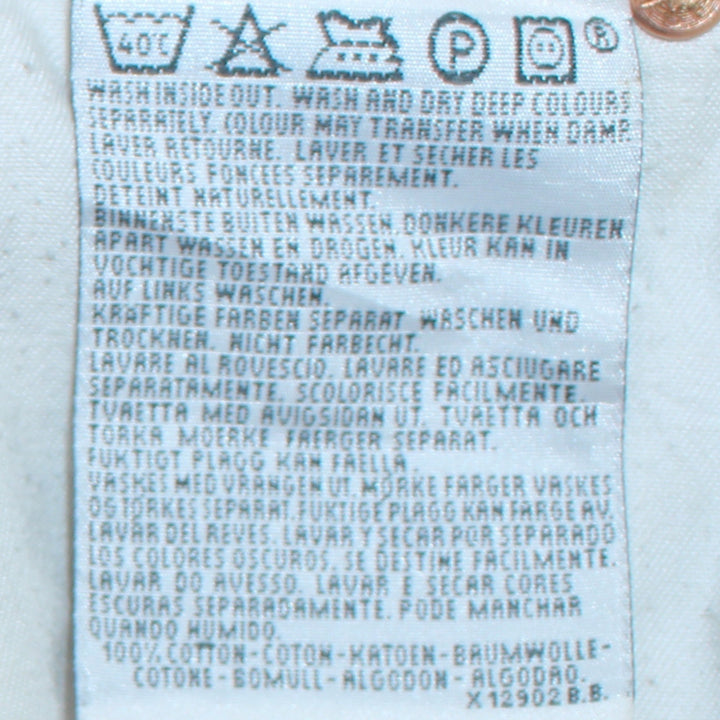 40C P ®
WASH INSIDE OUT. WASH AND DRY DEEP COLOURS
SEPARATELY. COLOUR MAY TRANSFER WHEN DAMP.
LAVER RETOURNE. LAVER ET SECHER LES
COULEURS FONCEES SEPAREMENT.
DETEINT NATURELLEMENT.
BINNENSTE BUITEN WASSEN. DONKERE KLEUREN
APART WASSEN EN DROGEN. KLEUR KAN IN
VOCHTIGE TOESTAND AFGEVEN.
AUF LINKS WASCHEN.
KRAFTIGE FARBEN SEPARAT WASCHEN UND
TROCKNEN. NICHT FARBECHT.
LAVARE AL ROVESCIO. LAVARE ED ASCIUGARE
SEPARATAMENTE. SCOLORISCE FACILMENTE.
TVAETTA MED AVIGSIDAN UT. TVAETTA OCH
TORKA MOERKE FAERGER SEPARAT.
FUKTIGT PLAGG KAN FAELLA.
VASKES MED VRANGEN UT. MORKE FARGER VASKES
OG TORKES SEPARAT. FUKTIGE PLAGG KAN FARGE AV.
LAVAR DEL REVES. LAVAR Y SECAR POR SEPARADO
LOS COLORES OSCUROS. SE DESTINE FACILMENTE.
LAVAR DO AVESSO. LAVAR E SECAR CORES
ESCURAS SEPARADAMENTE. PODE MANCHAR
QUANDO HUMIDO.
100% COTTON-COTON-KATOEN-BAUMWOLLE-
COTONE-BOMULL-ALGODON-ALGODAO.
X12902 B.B.